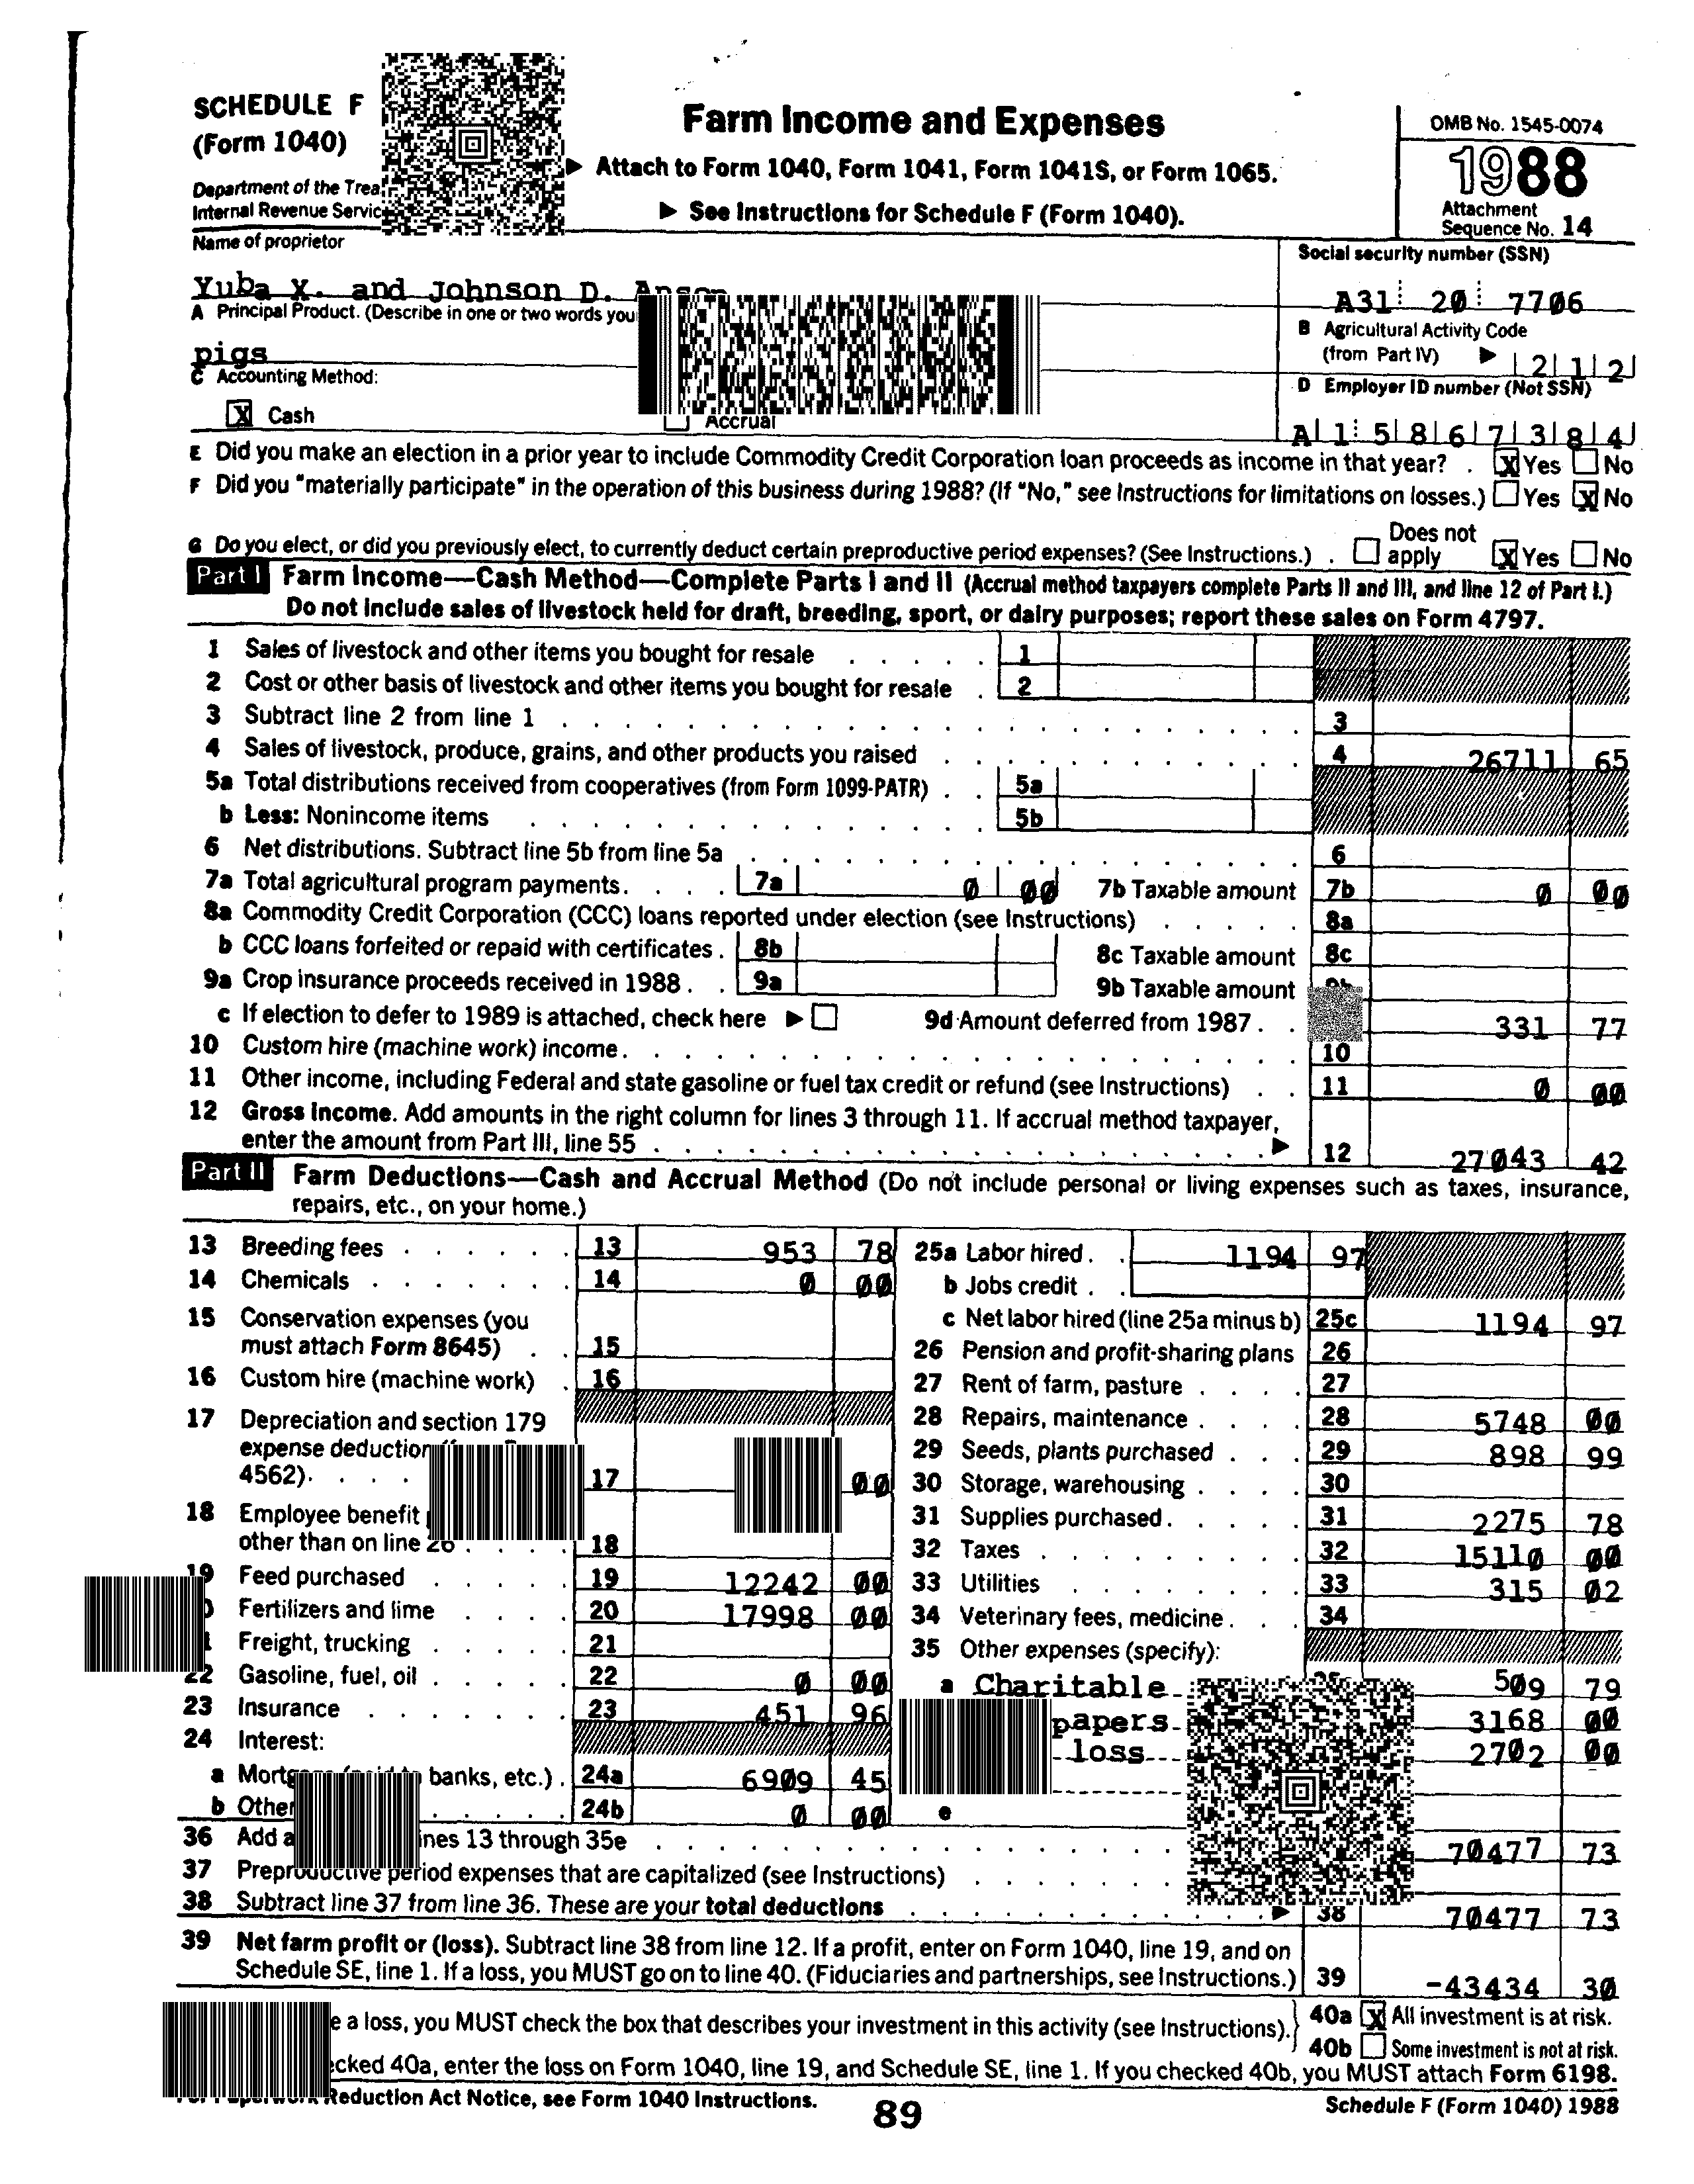 SCHEDULE F
(Form 1040)
Department of the
Internal Revenue
Name of proprietor
Farm Income and Expenses
▶ Attach to Form 1040, Form 1041, Form 1041S, or Form 1065.
▶ See Instructions for Schedule F (Form 1040).
OMB No. 1545-0074
1988
Attachment
Sequence No. 14
Social security number (SSN)
Yuba X. and Johnson D.
A31 20 7706
A Principal Product. (Describe in one or two words
pigs
B Agricultural Activity Code
(from Part IV) ▶ 2 1 2
C Accounting Method:
D Employer ID number (Not SSN)
X Cash
Accrual
A 1 5 8 6 7 3 8 4
E Did you make an election in a prior year to include Commodity Credit Corporation loan proceeds as income in that year? . X Yes No
F Did you "materially participate" in the operation of this business during 1988? (If "No," see Instructions for limitations on losses.) Yes X No
G Do you elect, or did you previously elect, to currently deduct certain preproductive period expenses? (See Instructions.) . Does not apply X Yes No
Part I Farm Income—Cash Method—Complete Parts I and II (Accrual method taxpayers complete Parts II and III, and line 12 of Part I.)
Do not include sales of livestock held for draft, breeding, sport, or dairy purposes; report these sales on Form 4797.
1 Sales of livestock and other items you bought for resale 1
2 Cost or other basis of livestock and other items you bought for resale 2
3 Subtract line 2 from line 1 3
4 Sales of livestock, produce, grains, and other products you raised 4 26711 65
5a Total distributions received from cooperatives (from Form 1099-PATR) 5a
b Less: Nonincome items 5b
6 Net distributions. Subtract line 5b from line 5a 6
7a Total agricultural program payments. 7a 0 00 7b Taxable amount 7b 0 00
8a Commodity Credit Corporation (CCC) loans reported under election (see Instructions) 8a
b CCC loans forfeited or repaid with certificates. 8b 8c Taxable amount 8c
9a Crop insurance proceeds received in 1988. 9a 9b Taxable amount
c If election to defer to 1989 is attached, check here ▶ 9d Amount deferred from 1987. 331 77
10 Custom hire (machine work) income. 10
11 Other income, including Federal and state gasoline or fuel tax credit or refund (see Instructions) 11 0 00
12 Gross income. Add amounts in the right column for lines 3 through 11. If accrual method taxpayer,
enter the amount from Part III, line 55 ▶ 12 27043 42
Part II Farm Deductions—Cash and Accrual Method (Do not include personal or living expenses such as taxes, insurance,
repairs, etc., on your home.)
13 Breeding fees 13 953 78
14 Chemicals 14 0 00
15 Conservation expenses (you
must attach Form 8645) 15
16 Custom hire (machine work) 16
17 Depreciation and section 179
expense deduction
4562). 17 00
18 Employee benefit
other than on line 26 18
19 Feed purchased 19 12242 00
Fertilizers and lime 20 17998 00
Freight, trucking 21
22 Gasoline, fuel, oil 22 0 00
23 Insurance 23 451 96
24 Interest:
a banks, etc.) 24a 6909 45
b Other 24b 0 00
25a Labor hired. 1194 97
b Jobs credit
c Net labor hired (line 25a minus b) 25c 1194 97
26 Pension and profit-sharing plans 26
27 Rent of farm, pasture 27
28 Repairs, maintenance 28 5748 00
29 Seeds, plants purchased 29 898 99
30 Storage, warehousing 30
31 Supplies purchased. 31 2275 78
32 Taxes 32 15110 00
33 Utilities 33 315 02
34 Veterinary fees, medicine 34
35 Other expenses (specify):
a Charitable 509 79
papers 3168 00
loss 2702 00
e
36 Add lines 13 through 35e 70477 73
37 Preproductive period expenses that are capitalized (see Instructions)
38 Subtract line 37 from line 36. These are your total deductions ▶ 38 70477 73
39 Net farm profit or (loss). Subtract line 38 from line 12. If a profit, enter on Form 1040, line 19, and on
Schedule SE, line 1. If a loss, you MUST go on to line 40. (Fiduciaries and partnerships, see Instructions.) 39 -43434 30
a loss, you MUST check the box that describes your investment in this activity (see Instructions). 40a X All investment is at risk.
40b Some investment is not at risk.
40a, enter the loss on Form 1040, line 19, and Schedule SE, line 1. If you checked 40b, you MUST attach Form 6198.
Reduction Act Notice, see Form 1040 Instructions.
89
Schedule F (Form 1040) 1988